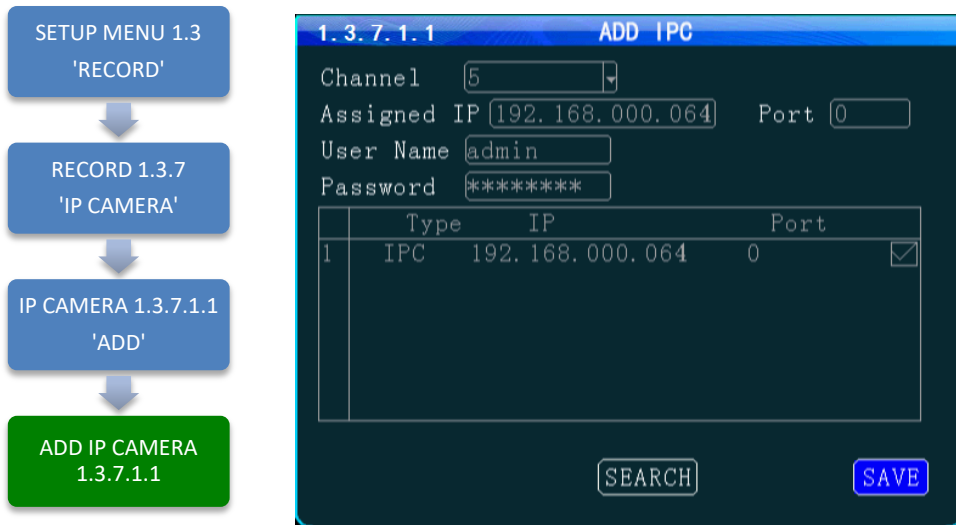 SETUP MENU 1.3
'RECORD'
RECORD 1.3.7
'IP CAMERA'
IP CAMERA 1.3.7.1.1
'ADD'
ADD IP CAMERA
1.3.7.1.1
1.3.7.1.1 ADD IPC
Channel 5
Assigned IP 192.168.000.064 Port 0
User Name admin
Password ********
Type IP Port
1 IPC 192.168.000.064 0
SEARCH SAVE